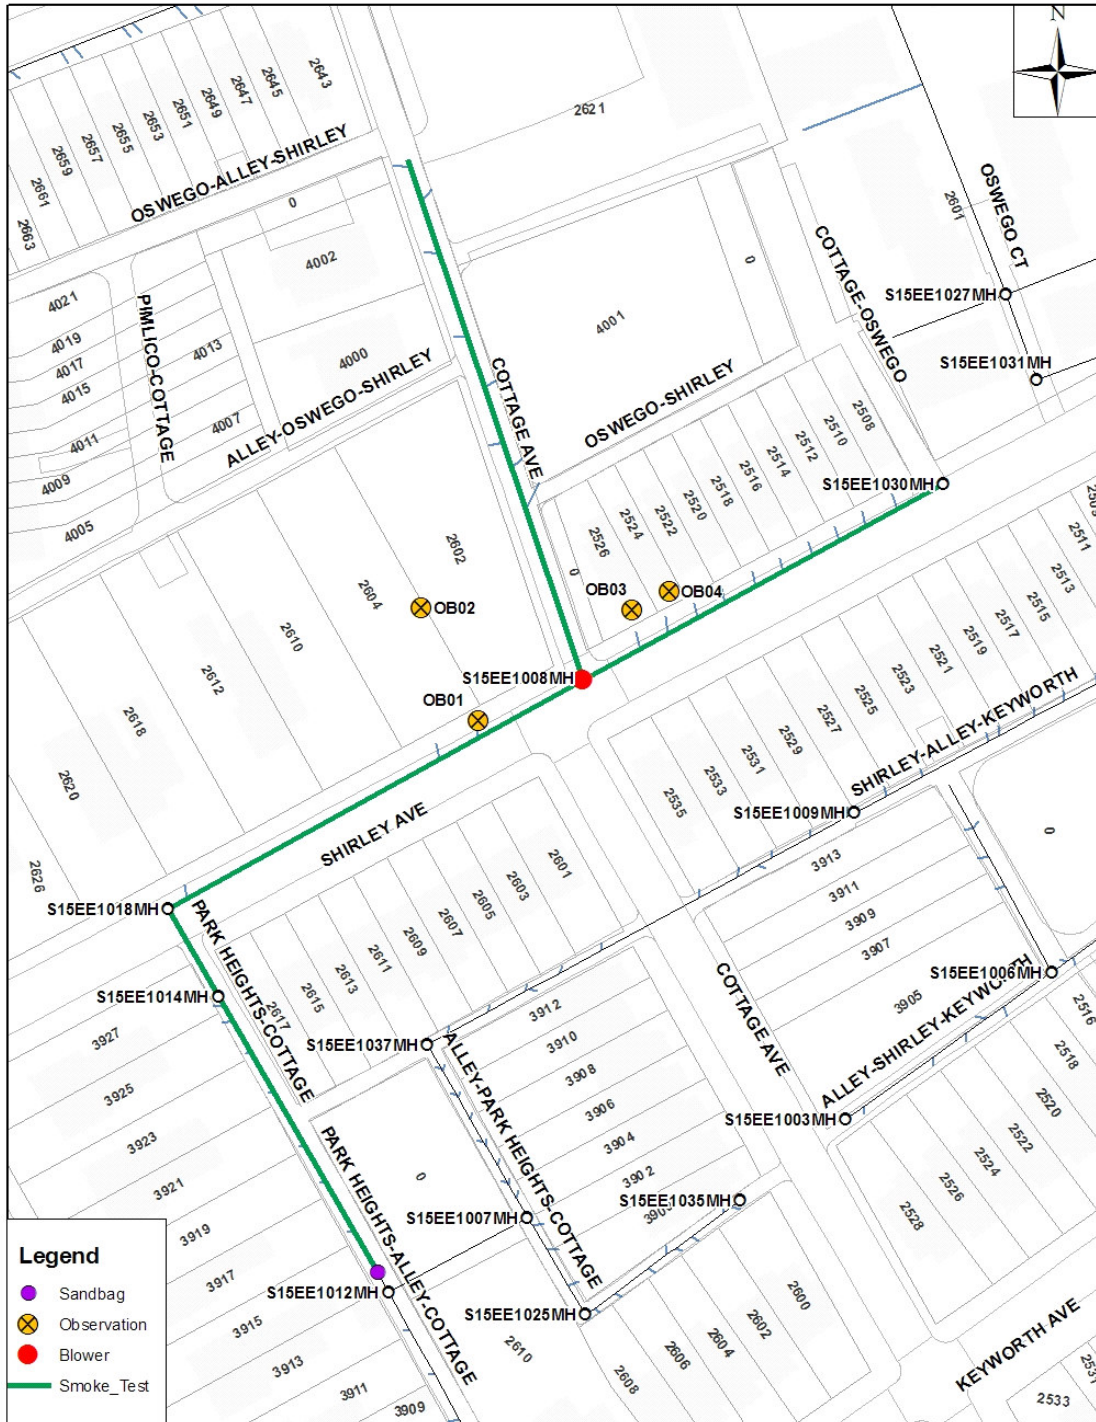 N
2643
2645
2647
2649
2651
2653
2655
2657
2659
2661
2663
OSWEGO-ALLEY-SHIRLEY
2621
OSWEGO CT
2601
0
4002
0
COTTAGE-OSWEGO
4021
4019
4017
4015
4011
4009
4005
PIMLICO-COTTAGE
4013
4007
4000
ALLEY-OSWEGO-SHIRLEY
4001
COTTAGE AVE
OSWEGO-SHIRLEY
S15EE1027MH
S15EE1031MH
2508
2510
2512
2514
2516
2518
2520
2522
2524
2526
0
S15EE1030MH
2509
2511
2513
2515
2517
2519
2521
2523
2525
2527
2529
2531
2533
2535
2602
2604
2610
2612
2618
2620
2626
OB02
OB03
OB04
S15EE1008MH
OB01
SHIRLEY AVE
SHIRLEY-ALLEY-KEYWORTH
S15EE1009MH
0
2601
2603
2605
2607
2609
2611
2613
2615
2617
S15EE1018MH
PARK HEIGHTS-COTTAGE
S15EE1014MH
3913
3911
3909
3907
3905
S15EE1006MH
COTTAGE AVE
ALLEY-SHIRLEY-KEYWORTH
S15EE1003MH
S15EE1037MH
3912
3910
3908
3906
3904
3902
3900
ALLEY-PARK HEIGHTS-COTTAGE
S15EE1035MH
S15EE1007MH
0
PARK HEIGHTS-ALLEY-COTTAGE
S15EE1012MH
S15EE1025MH
3927
3925
3923
3921
3919
3917
3915
3913
3911
3909
2516
2518
2520
2522
2524
2526
2528
2600
2602
2604
2606
2608
2610
KEYWORTH AVE
2531
2533
Legend
Sandbag
Observation
Blower
Smoke_Test